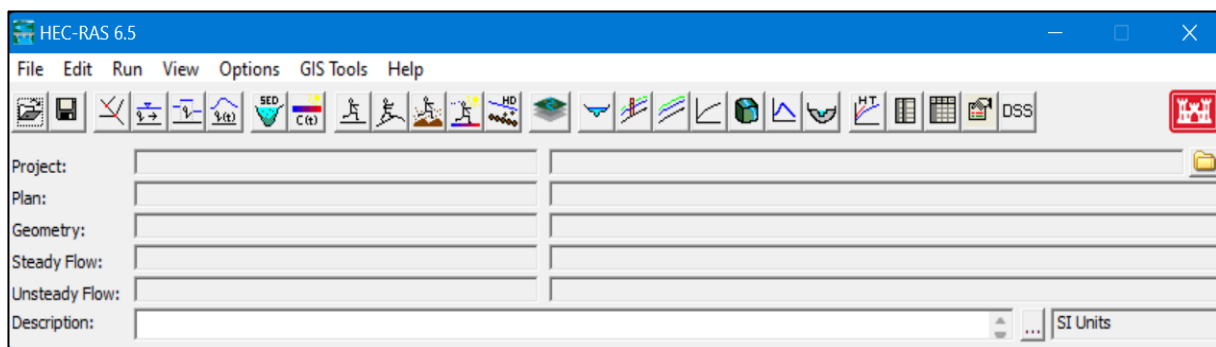 HEC-RAS 6.5
File Edit Run View Options GIS Tools Help
SED C(t) HD HT DSS
Project:
Plan:
Geometry:
Steady Flow:
Unsteady Flow:
Description: ... SI Units